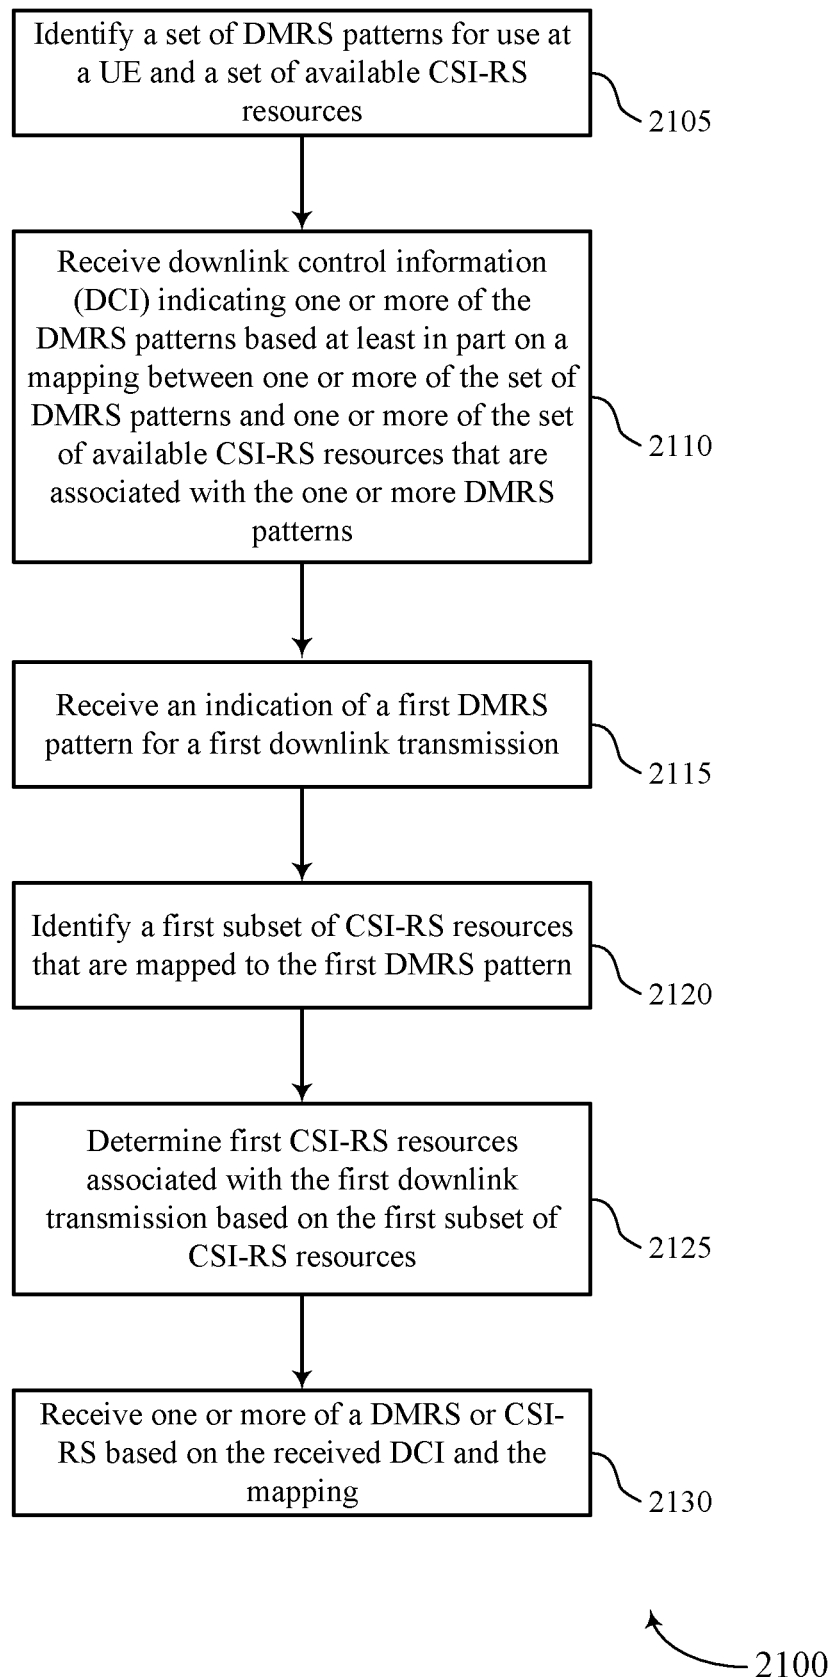 Identify a set of DMRS patterns for use at
a UE and a set of available CSI-RS
resources
2105
Receive downlink control information
(DCI) indicating one or more of the
DMRS patterns based at least in part on a
mapping between one or more of the set of
DMRS patterns and one or more of the set
of available CSI-RS resources that are
associated with the one or more DMRS
patterns
2110
Receive an indication of a first DMRS
pattern for a first downlink transmission
2115
Identify a first subset of CSI-RS resources
that are mapped to the first DMRS pattern
2120
Determine first CSI-RS resources
associated with the first downlink
transmission based on the first subset of
CSI-RS resources
2125
Receive one or more of a DMRS or CSI-
RS based on the received DCI and the
mapping
2130
2100